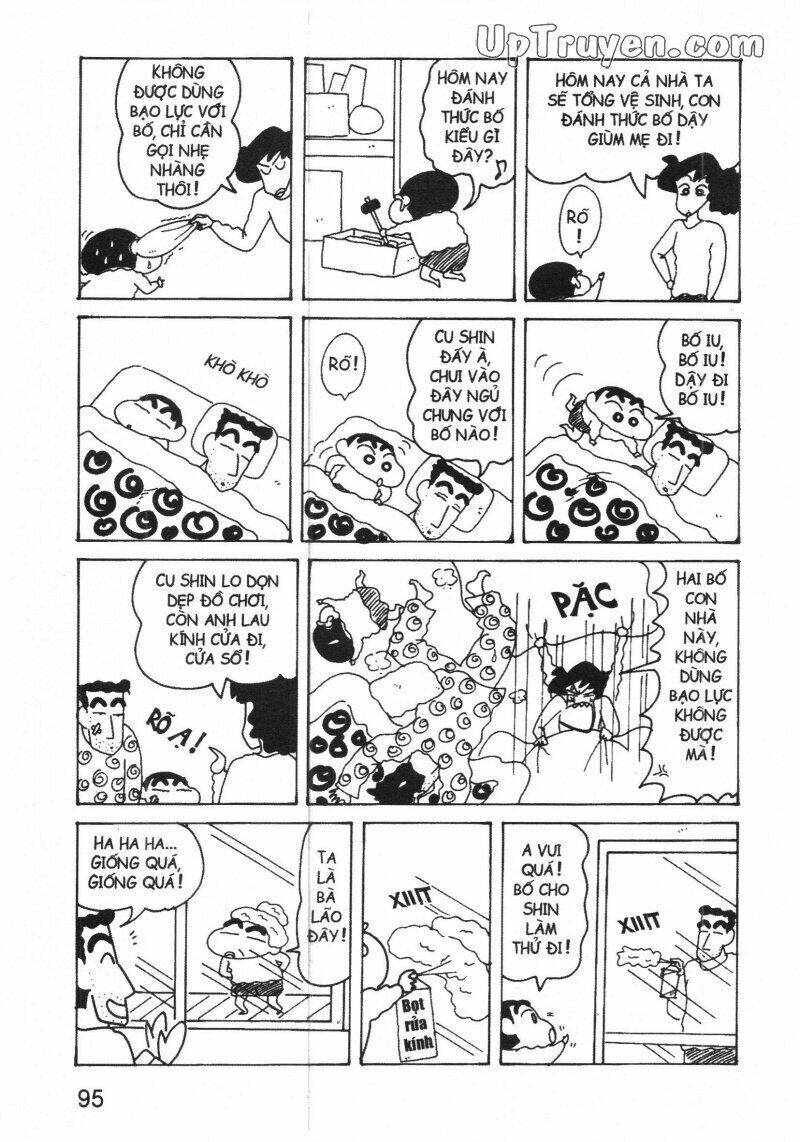 UpTruyen.com
HÔM NAY CẢ NHÀ TA
SẼ TỔNG VỆ SINH, CON
ĐÁNH THỨC BỐ DẬY
GIÙM MẸ ĐI!
RÕ
!
HÔM NAY
ĐÁNH
THỨC BỐ
KIỂU GÌ
ĐÂY?
KHÔNG
ĐƯỢC DÙNG
BẠO LỰC VỚI
BỐ, CHỈ CẦN
GỌI NHẸ
NHÀNG
THÔI!
BỐ IU,
BỐ IU!
DẬY ĐI
BỐ IU!
CU SHIN
ĐẤY À,
CHUI VÀO
ĐÂY NGỦ
CHUNG VỚI
BỐ NÀO!
RÕ!
KHÒ KHÒ
HAI BỐ
CON
NHÀ
NÀY,
KHÔNG
DÙNG
BẠO LỰC
KHÔNG
ĐƯỢC
MÀ!
PẶC
CU SHIN LO DỌN
DẸP ĐỒ CHƠI,
CÒN ANH LAU
KÍNH CỬA ĐI,
CỬA SỔ!
RÕ Ạ!
XIIIT
A VUI
QUÁ!
BỐ CHO
SHIN
LÀM
THỬ ĐI!
XIIIT
Bọt
rửa
kính
TA
LÀ
BÀ
LÃO
ĐÂY!
HA HA HA...
GIỐNG QUÁ,
GIỐNG QUÁ!
95